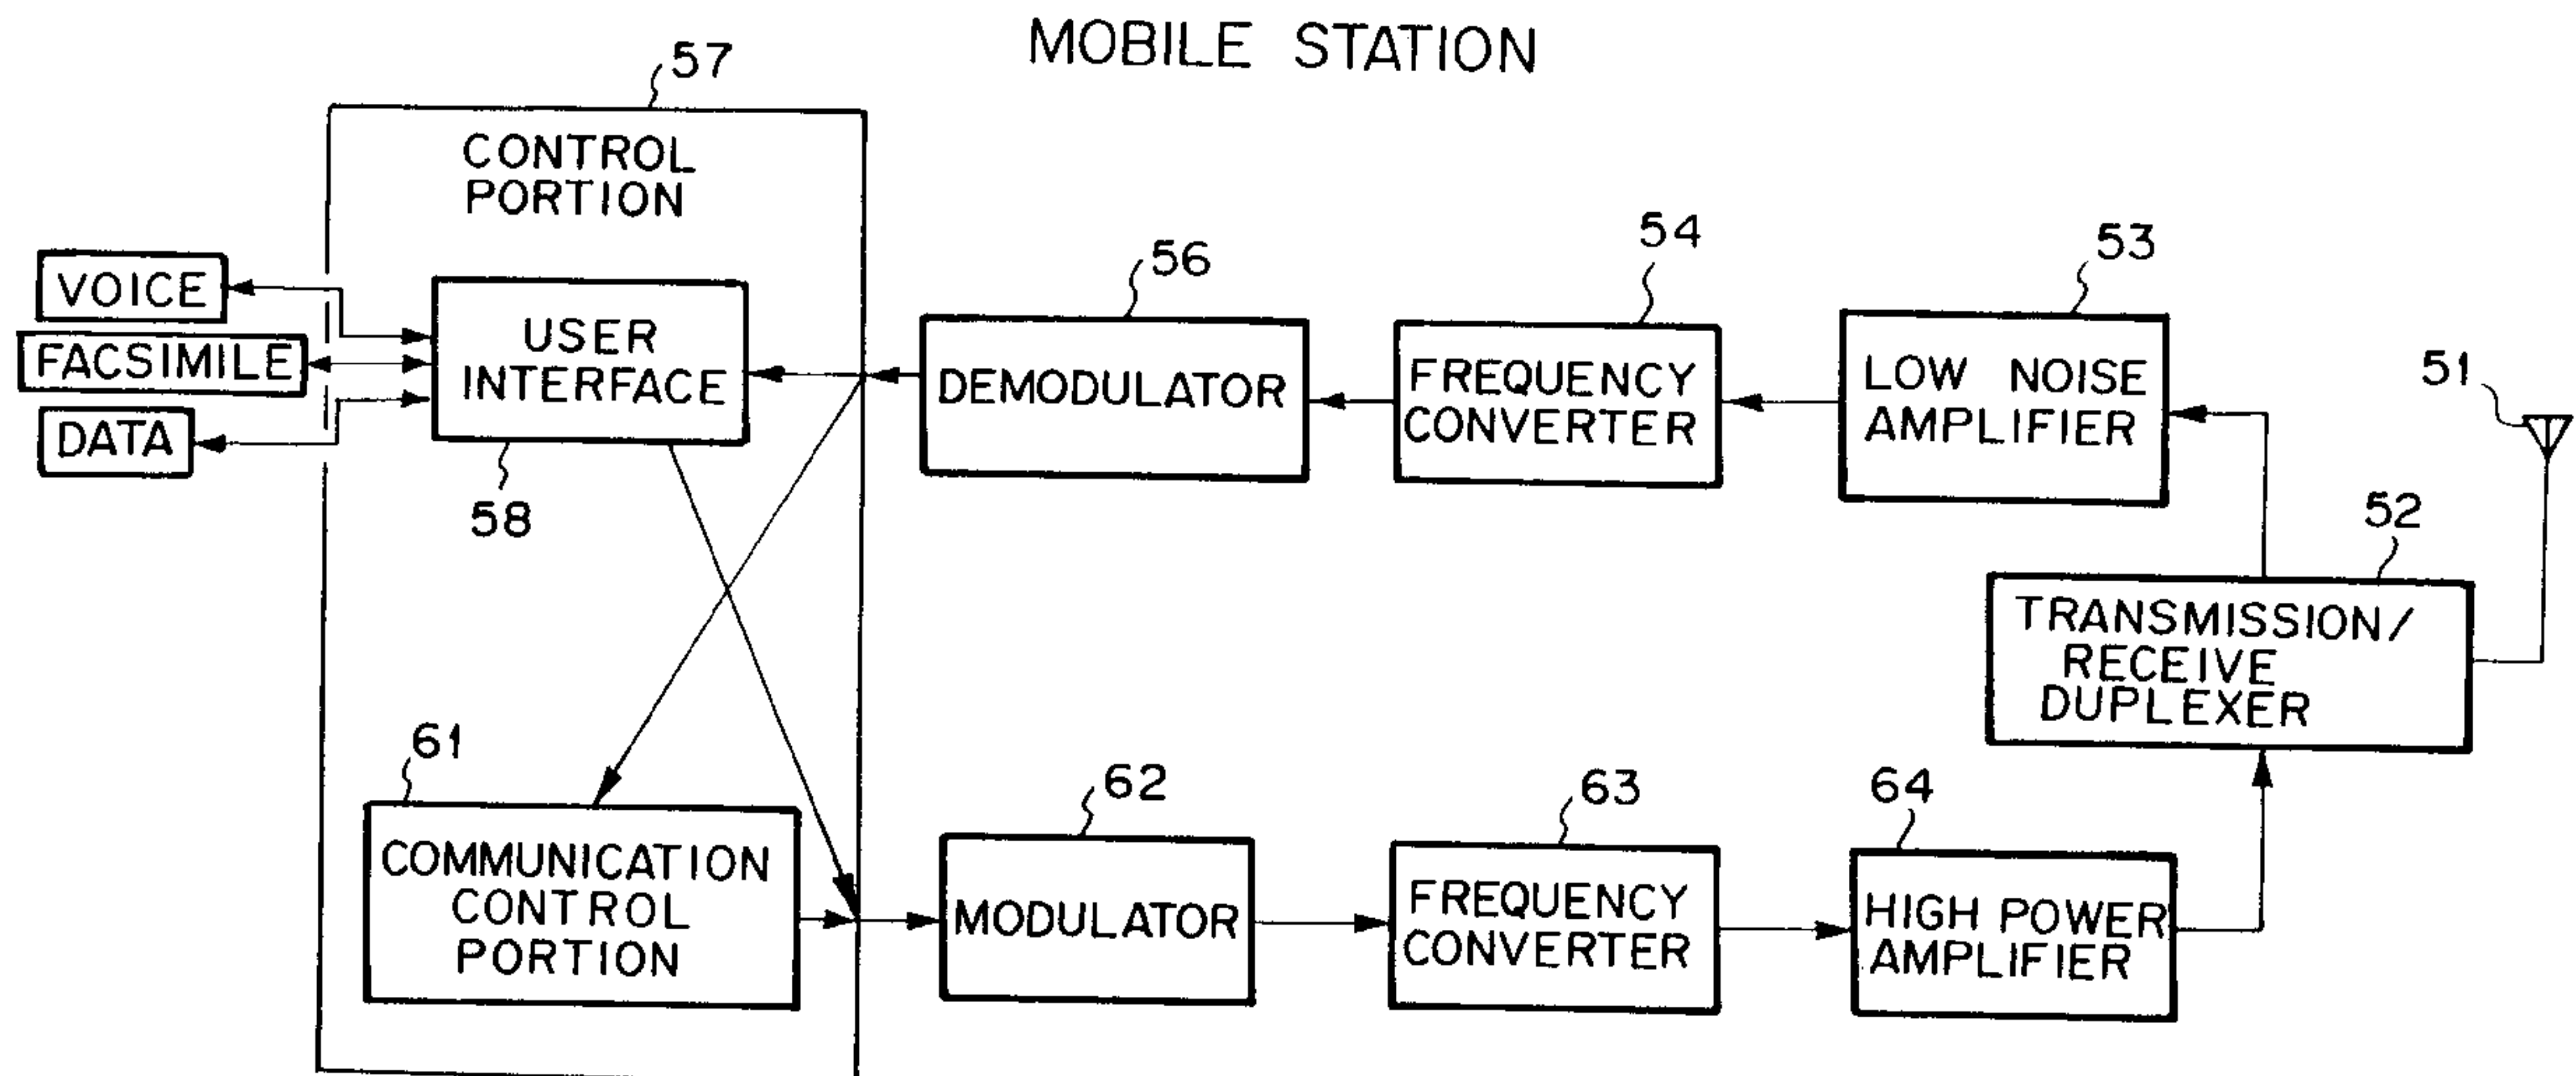 MOBILE STATION
57
CONTROL
PORTION
VOICE
FACSIMILE
DATA
USER
INTERFACE
58
56
DEMODULATOR
54
FREQUENCY
CONVERTER
53
LOW NOISE
AMPLIFIER
51
52
TRANSMISSION/
RECEIVE
DUPLEXER
61
COMMUNICATION
CONTROL
PORTION
62
MODULATOR
63
FREQUENCY
CONVERTER
64
HIGH POWER
AMPLIFIER